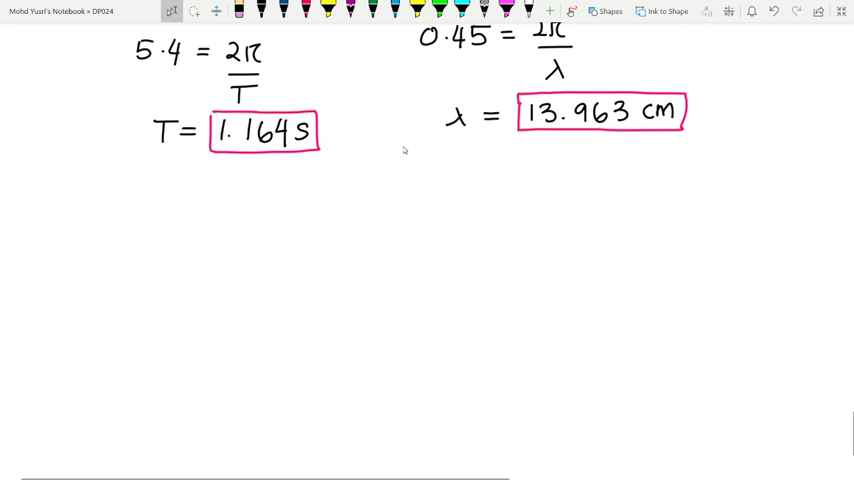 Mohd Yusri's Notebook » DP024
Shapes
Ink to Shape
5.4 = 2π
T
T = 1.164 s
0.45 = 2π
λ
λ = 13.963 cm